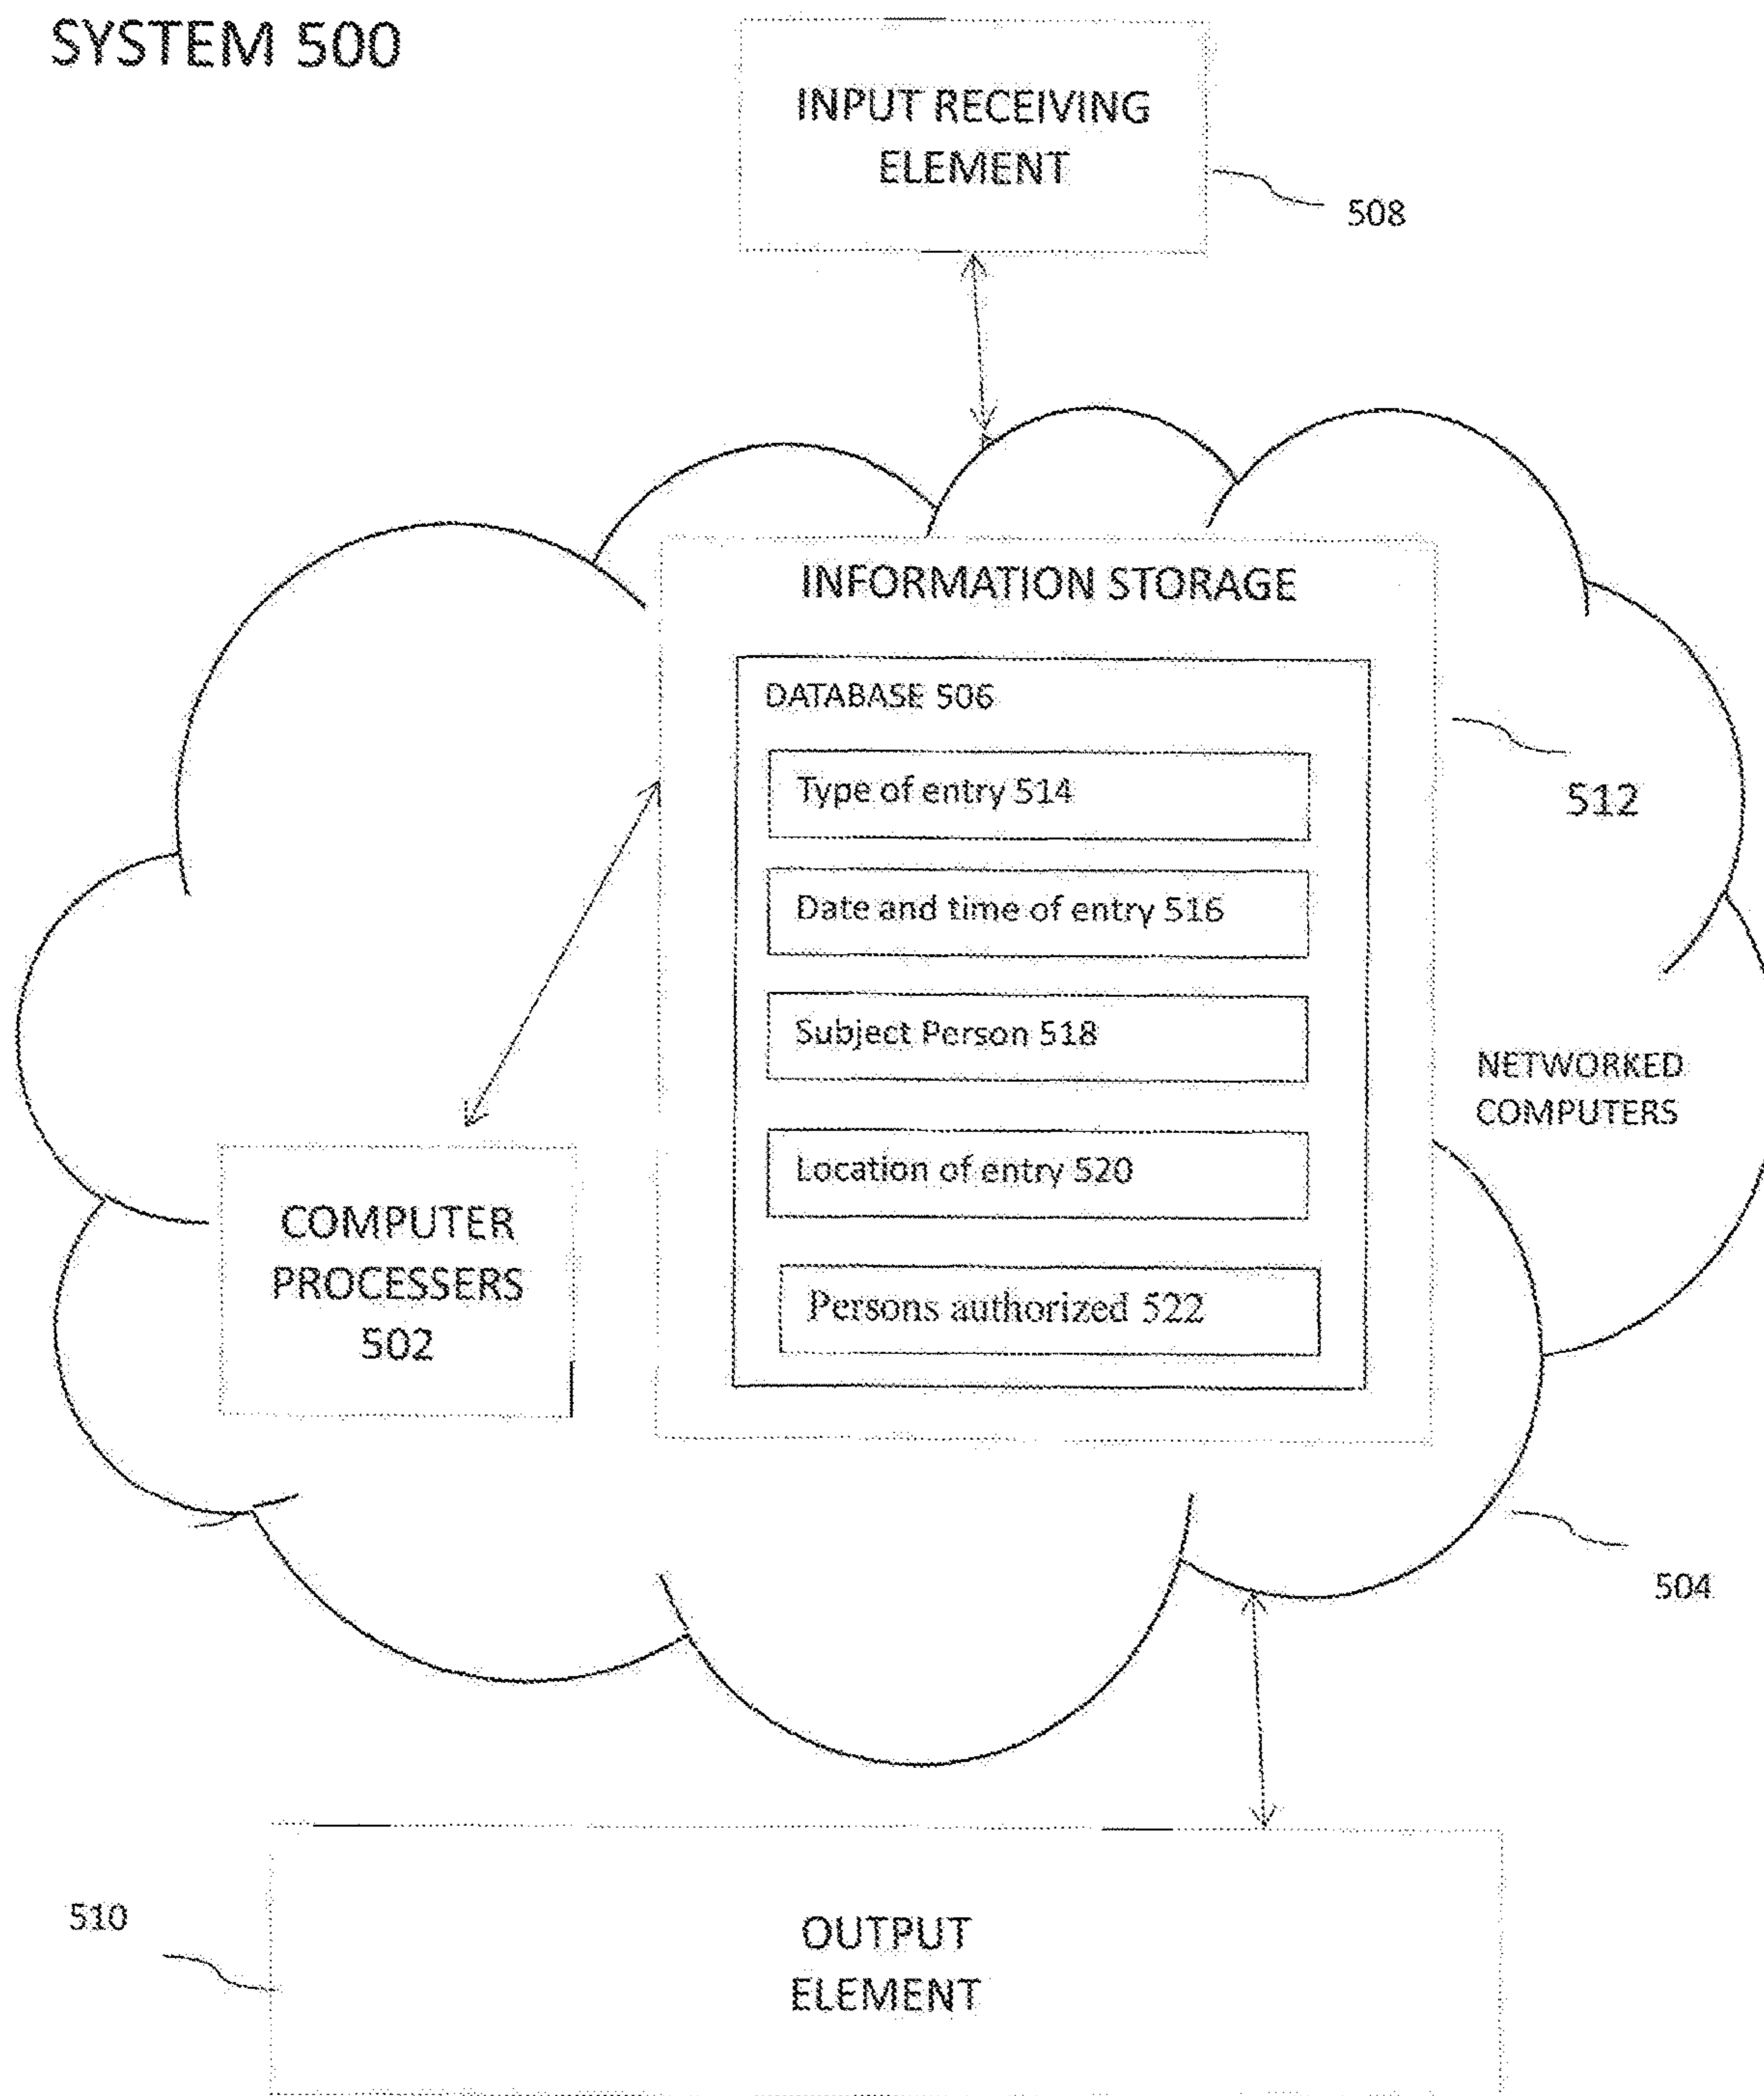 SYSTEM 500
INPUT RECEIVING
ELEMENT
508
INFORMATION STORAGE
DATABASE 506
Type of entry 514
512
Date and time of entry 516
Subject Person 518
NETWORKED
COMPUTERS
Location of entry 520
COMPUTER
PROCESSERS
502
Persons authorized 522
504
510
OUTPUT
ELEMENT